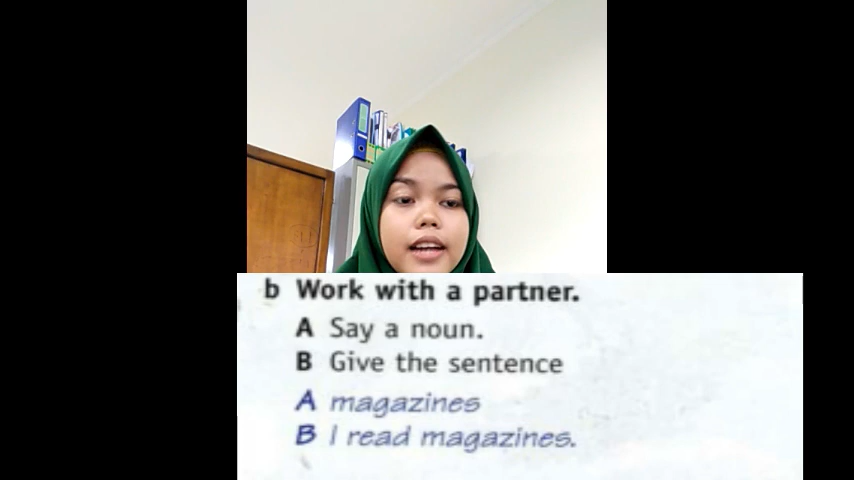 b Work with a partner.
A Say a noun.
B Give the sentence
A magazines
B I read magazines.